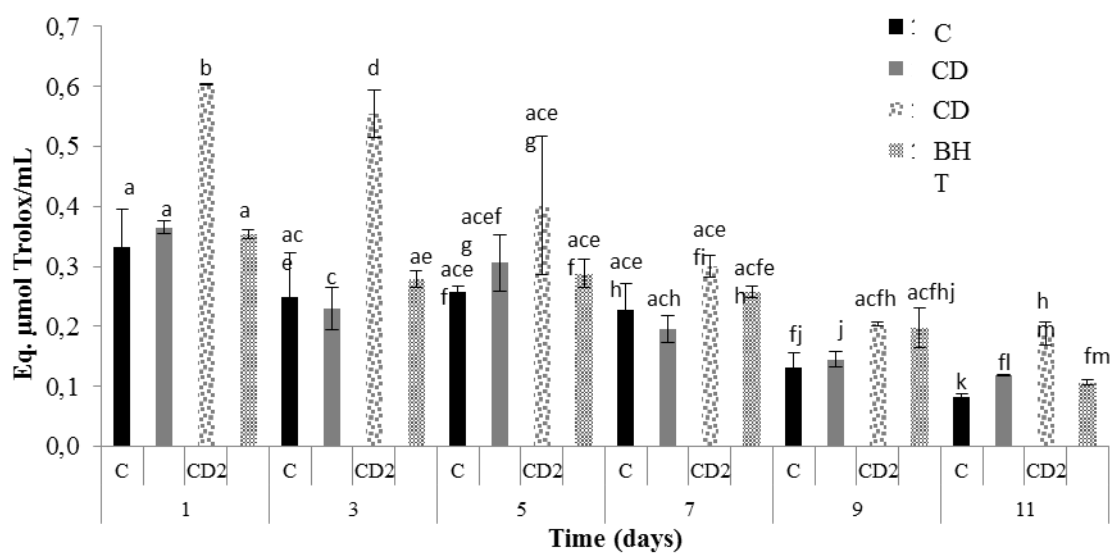 0,7
0,6
0,5
0,4
0,3
0,2
0,1
0,0
Eq. µmol Trolox/mL
a
a
b
a
ac
e
c
d
ae
ace
f
acef
g
ace
g
ace
f
ace
h
ach
ace
fi
acfe
h
fj
j
acfh
acfhj
k
fl
h
m
fm
: C
CD
: CD
: BH
T
C CD2 C CD2 C CD2 C CD2 C CD2 C CD2
1 3 5 7 9 11
Time (days)